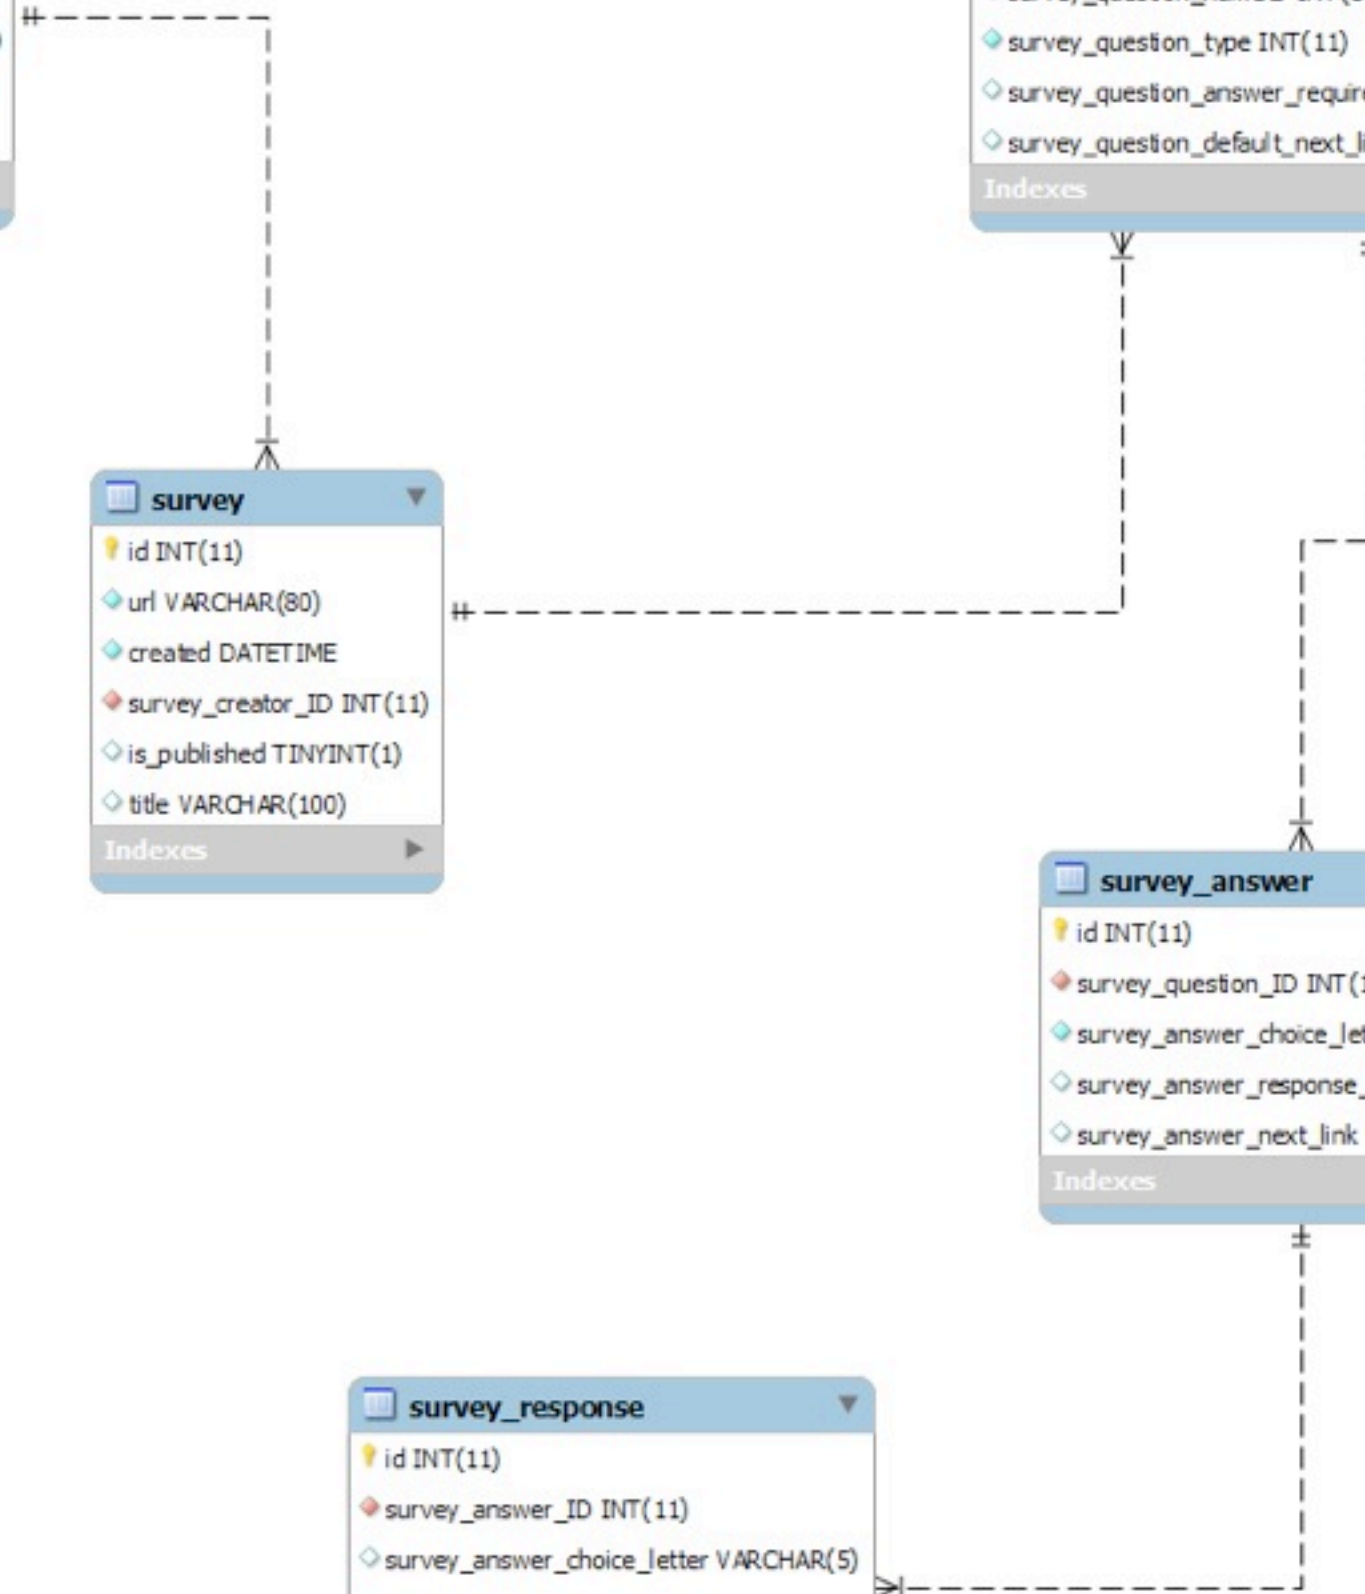 survey_question_type INT(11)
survey_question_answer_require
survey_question_default_next_li
Indexes
survey
id INT(11)
url VARCHAR(80)
created DATETIME
survey_creator_ID INT(11)
is_published TINYINT(1)
title VARCHAR(100)
Indexes
survey_answer
id INT(11)
survey_question_ID INT(1
survey_answer_choice_let
survey_answer_response_
survey_answer_next_link
Indexes
survey_response
id INT(11)
survey_answer_ID INT(11)
survey_answer_choice_letter VARCHAR(5)